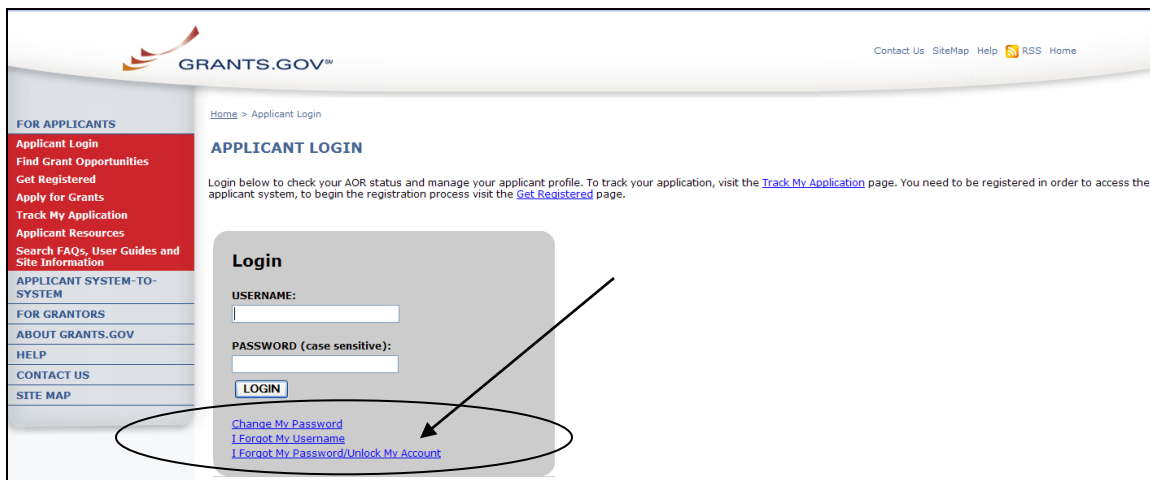 GRANTS.GOV℠
Contact Us SiteMap Help RSS Home
FOR APPLICANTS
Applicant Login
Find Grant Opportunities
Get Registered
Apply for Grants
Track My Application
Applicant Resources
Search FAQs, User Guides and
Site Information
APPLICANT SYSTEM-TO-
SYSTEM
FOR GRANTORS
ABOUT GRANTS.GOV
HELP
CONTACT US
SITE MAP
Home > Applicant Login
APPLICANT LOGIN
Login below to check your AOR status and manage your applicant profile. To track your application, visit the Track My Application page. You need to be registered in order to access the
applicant system, to begin the registration process visit the Get Registered page.
Login
USERNAME:
PASSWORD (case sensitive):
LOGIN
Change My Password
I Forgot My Username
I Forgot My Password/Unlock My Account